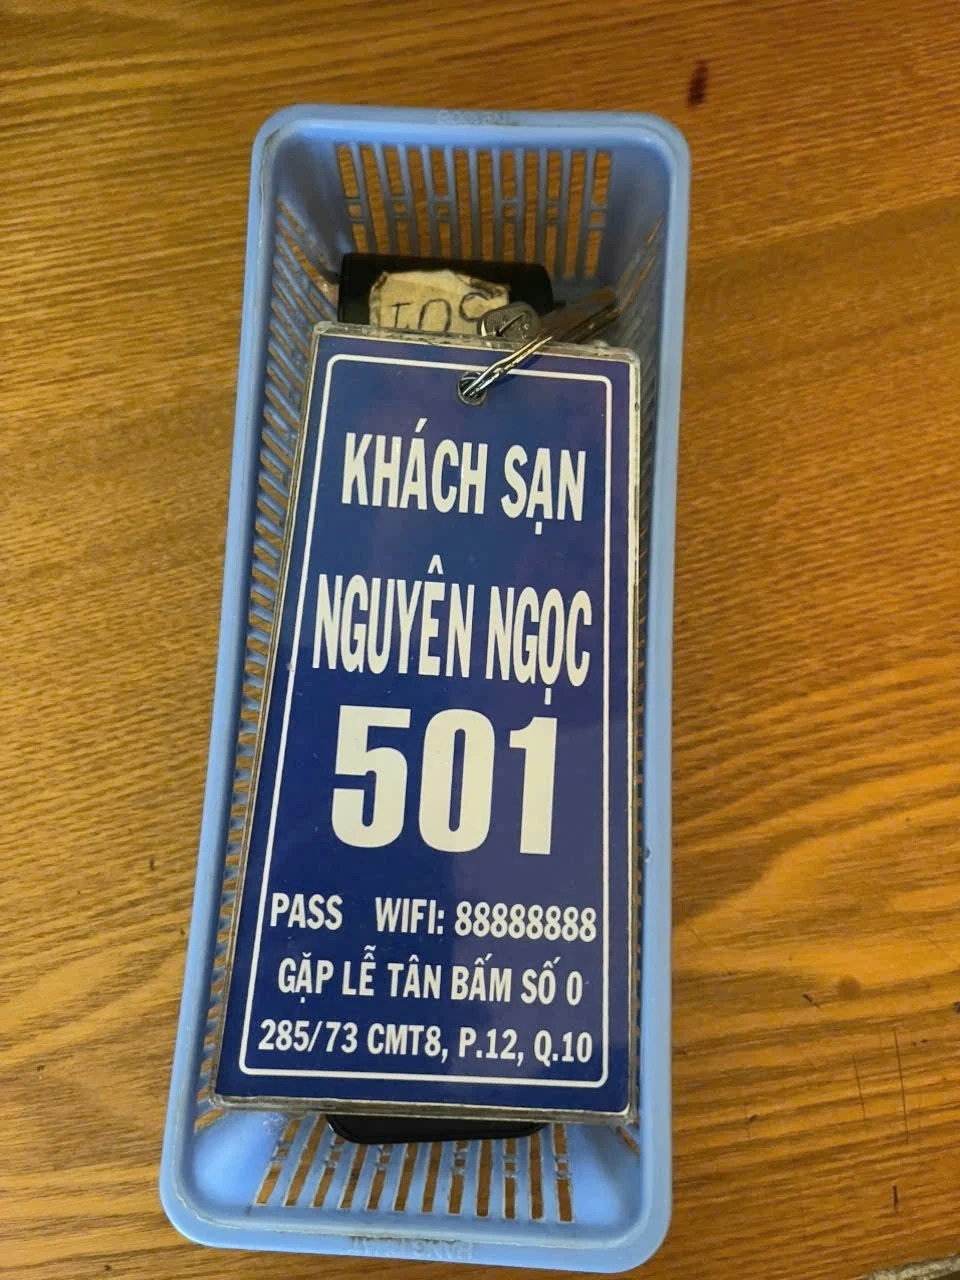 501
KHÁCH SẠN
NGUYÊN NGỌC
501
PASS WIFI: 88888888
GẶP LỄ TÂN BẤM SỐ 0
285/73 CMT8, P.12, Q.10